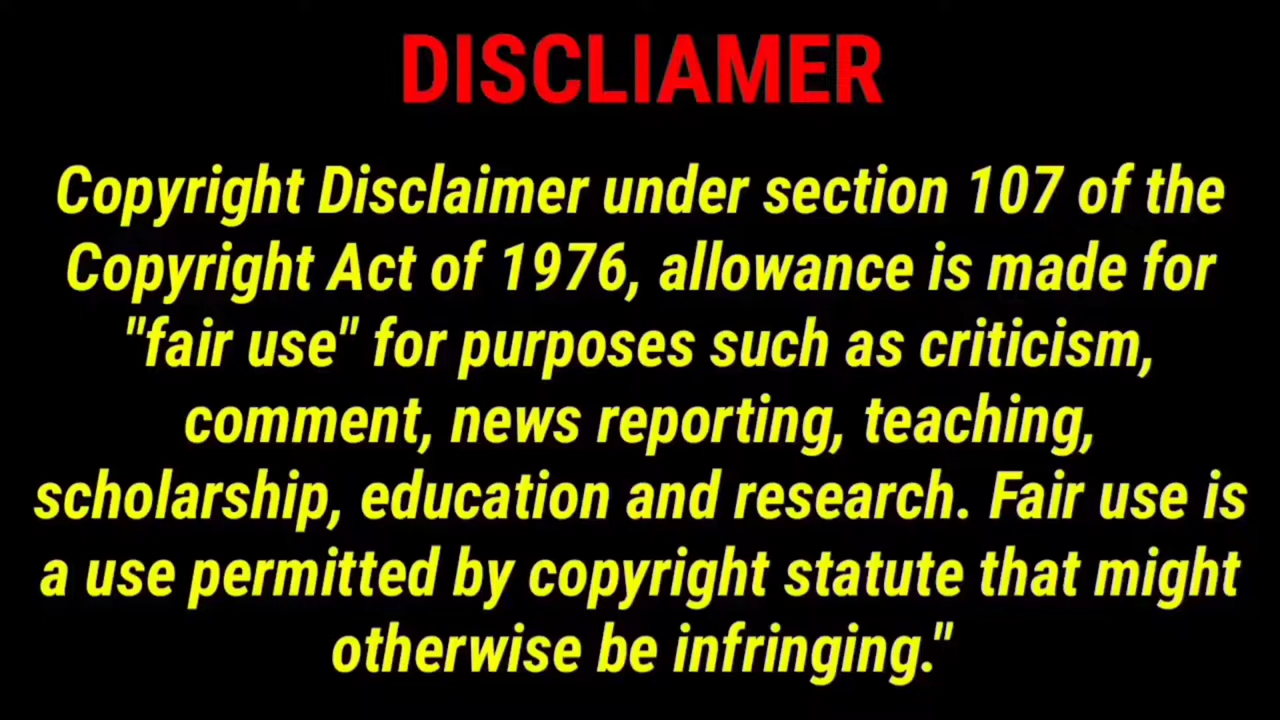 DISCLIAMER
Copyright Disclaimer under section 107 of the
Copyright Act of 1976, allowance is made for
"fair use" for purposes such as criticism,
comment, news reporting, teaching,
scholarship, education and research. Fair use is
a use permitted by copyright statute that might
otherwise be infringing."